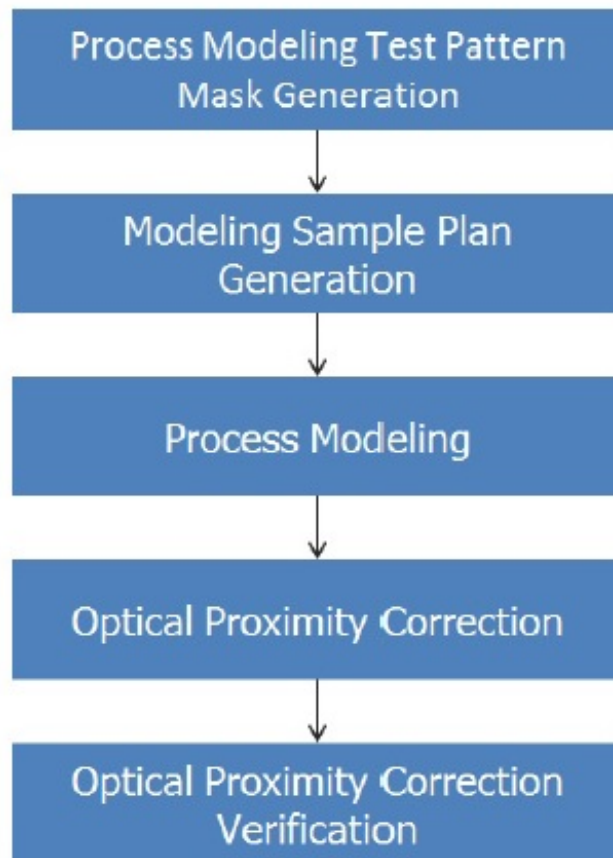 Process Modeling Test Pattern
Mask Generation
Modeling Sample Plan
Generation
Process Modeling
Optical Proximity Correction
Optical Proximity Correction
Verification